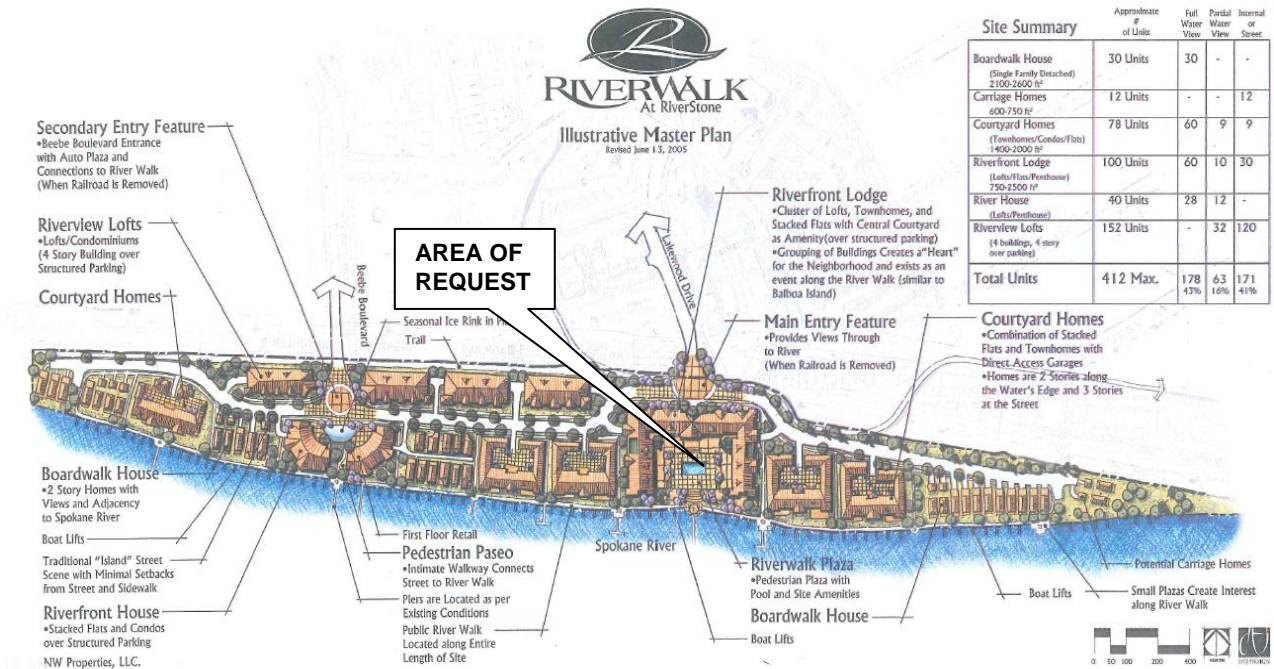 RIVERWALK
At RiverStone
Illustrative Master Plan
Revised June 13, 2005
Site Summary
Approximate # of Units
Full Water View
Partial Water View
Internal or Street
Boardwalk House 30 Units 30 - -
(Single Family Detached)
2100-2600 ft²
Carriage Homes 12 Units - - 12
600-750 ft²
Courtyard Homes 78 Units 60 9 9
(Townhomes/Condos/Flats)
1400-2000 ft²
Riverfront Lodge 100 Units 60 10 30
(Lofts/Flats/Penthouse)
750-2500 ft²
River House 40 Units 28 12 -
(Lofts/Penthouse)
Riverview Lofts 152 Units - 32 120
(4 buildings, 4 story
over parking)
Total Units 412 Max. 178 63 171
43% 16% 41%
Secondary Entry Feature
•Beebe Boulevard Entrance
with Auto Plaza and
Connections to River Walk
(When Railroad is Removed)
Riverview Lofts
•Lofts/Condominiums
(4 Story Building over
Structured Parking)
Courtyard Homes
Beebe Boulevard
AREA OF
REQUEST
Seasonal Ice Rink in
Trail
Lakewood Drive
Riverfront Lodge
•Cluster of Lofts, Townhomes, and
Stacked Flats with Central Courtyard
as Amenity(over structured parking)
•Grouping of Buildings Creates a"Heart"
for the Neighborhood and exists as an
event along the River Walk (similar to
Balboa Island)
Main Entry Feature
•Provides Views Through
to River
(When Railroad is Removed)
Courtyard Homes
•Combination of Stacked
Flats and Townhomes with
Direct Access Garages
•Homes are 2 Stories along
the Water's Edge and 3 Stories
at the Street
Boardwalk House
•2 Story Homes with
Views and Adjacency
to Spokane River
Boat Lifts
Traditional "Island" Street
Scene with Minimal Setbacks
from Street and Sidewalk
Riverfront House
•Stacked Flats and Condos
over Structured Parking
NW Properties, LLC.
First Floor Retail
Pedestrian Paseo
•Intimate Walkway Connects
Street to River Walk
Piers are Located as per
Existing Conditions
Public River Walk
Located along Entire
Length of Site
Spokane River
Riverwalk Plaza
•Pedestrian Plaza with
Pool and Site Amenities
Boardwalk House
Boat Lifts
Boat Lifts
Potential Carriage Homes
Small Plazas Create Interest
along River Walk
0 50 100 200 400
NORTH